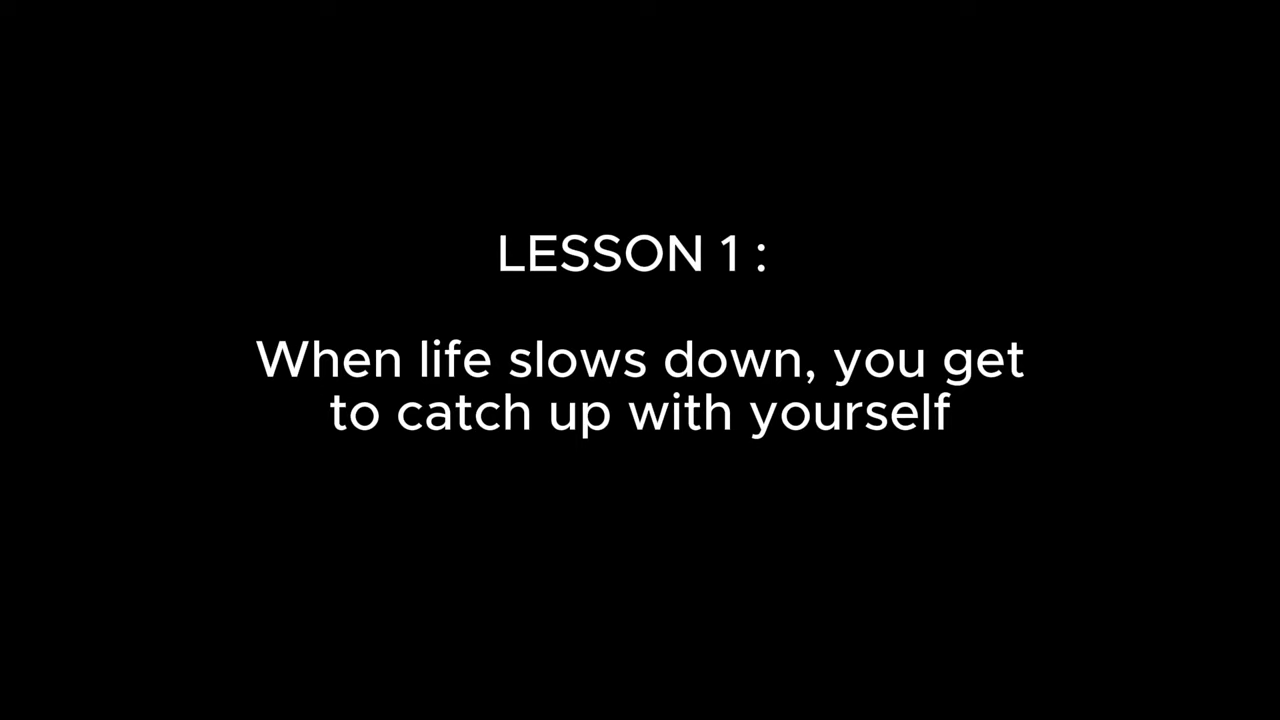 LESSON 1 :
When life slows down, you get
to catch up with yourself